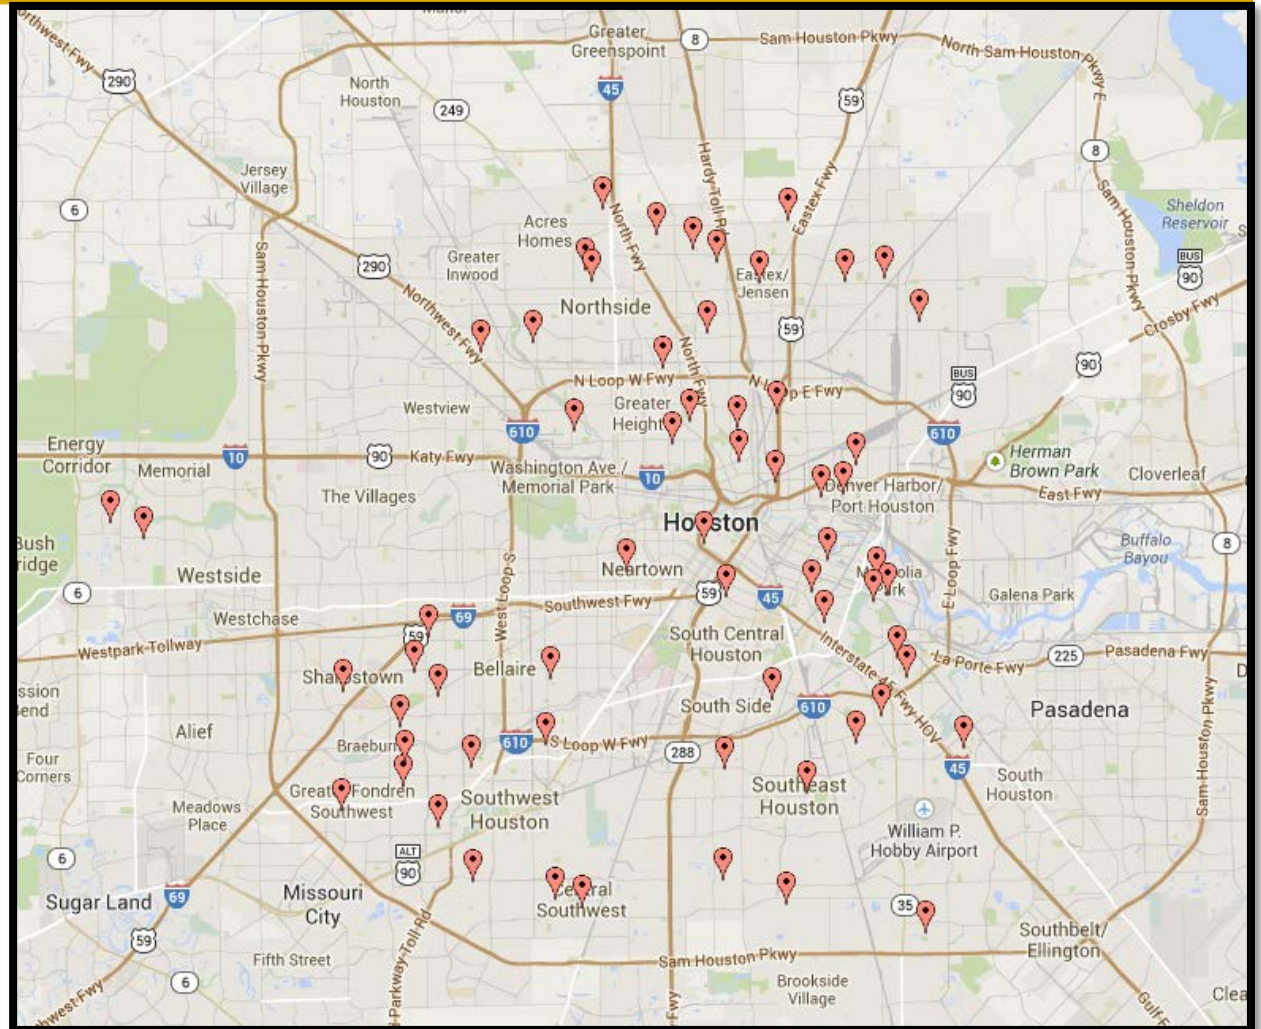 Greater
Greenspoint
8
Sam Houston Pkwy
North Sam Houston Pkwy E
Northwest Fwy
290
North
Houston
249
45
59
8
Jersey
Village
Hardy Toll Rd
Eastex Fwy
Sam Houston Pkwy
Sheldon
Reservoir
6
Acres
Homes
North Fwy
BUS
90
290
Greater
Inwood
Eastex/
Jensen
Sam Houston Pkwy
Northwest Fwy
Northside
59
Crosby Fwy
North Fwy
90
N Loop W Fwy
N Loop E Fwy
BUS
90
Westview
Greater
Heights
610
610
Energy
Corridor
Memorial
10
90
Katy Fwy
Washington Ave./
Memorial Park
10
Herman
Brown Park
Cloverleaf
The Villages
Denver Harbor/
Port Houston
East Fwy
Houston
Bush
Ridge
Buffalo
Bayou
8
Westside
Neartown
Magnolia
Park
E Loop Fwy
6
West Loop S
Southwest Fwy
59
45
Galena Park
Westchase
69
59
Westpark Tollway
South Central
Houston
Interstate 45 Fwy HOV
La Porte Fwy
225
Pasadena Fwy
Sharpstown
Bellaire
South Side
610
Pasadena
Alief
Braeburn
610
S Loop W Fwy
288
Sam Houston Pkwy
Four
Corners
45
South
Houston
Greater Fondren
Southwest
Southwest
Houston
Southeast
Houston
Meadows
Place
William P.
Hobby Airport
6
ALT
90
Sugar Land
69
Missouri
City
Central
Southwest
35
59
Southbelt/
Ellington
Fifth Street
Parkway Toll Rd
Sam Houston Pkwy
6
Brookside
Village
Fwy